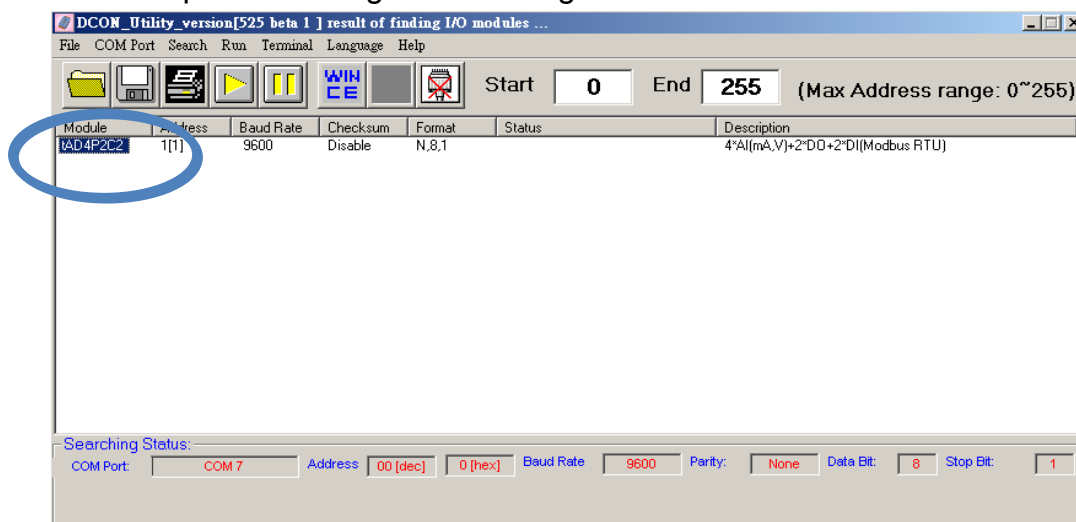 DCON_Utility_version[525 beta 1 ] result of finding I/O modules ...
File COM Port Search Run Terminal Language Help
WIN CE Start 0 End 255 (Max Address range: 0~255)
Module Address Baud Rate Checksum Format Status Description
tAD4P2C2 1[1] 9600 Disable N,8,1 4*AI(mA,V)+2*DO+2*DI(Modbus RTU)
Searching Status:
COM Port: COM 7 Address 00 [dec] 0 [hex] Baud Rate 9600 Parity: None Data Bit: 8 Stop Bit: 1